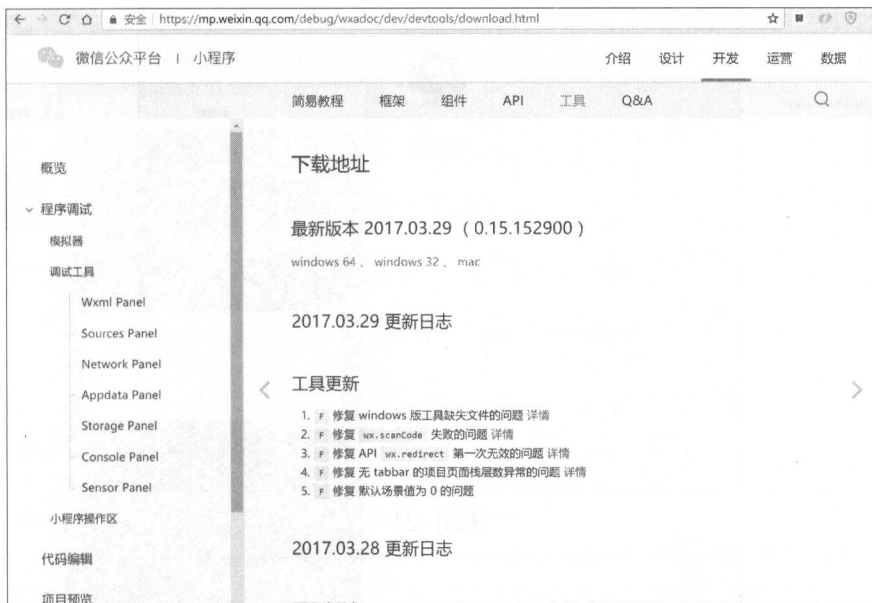 安全 | https://mp.weixin.qq.com/debug/wxadoc/dev/devtools/download.html
微信公众平台 | 小程序
介绍 设计 开发 运营 数据
简易教程 框架 组件 API 工具 Q&A
概览
程序调试
模拟器
调试工具
Wxml Panel
Sources Panel
Network Panel
Appdata Panel
Storage Panel
Console Panel
Sensor Panel
小程序操作区
代码编辑
项目预览
下载地址
最新版本 2017.03.29 ( 0.15.152900 )
windows 64 、 windows 32 、 mac
2017.03.29 更新日志
工具更新
1. F 修复 windows 版工具缺失文件的问题 详情
2. F 修复 wx.scanCode 失败的问题 详情
3. F 修复 API wx.redirect 第一次无效的问题 详情
4. F 修复 无 tabbar 的项目页面栈层数异常的问题 详情
5. F 修复 默认场景值为 0 的问题
2017.03.28 更新日志